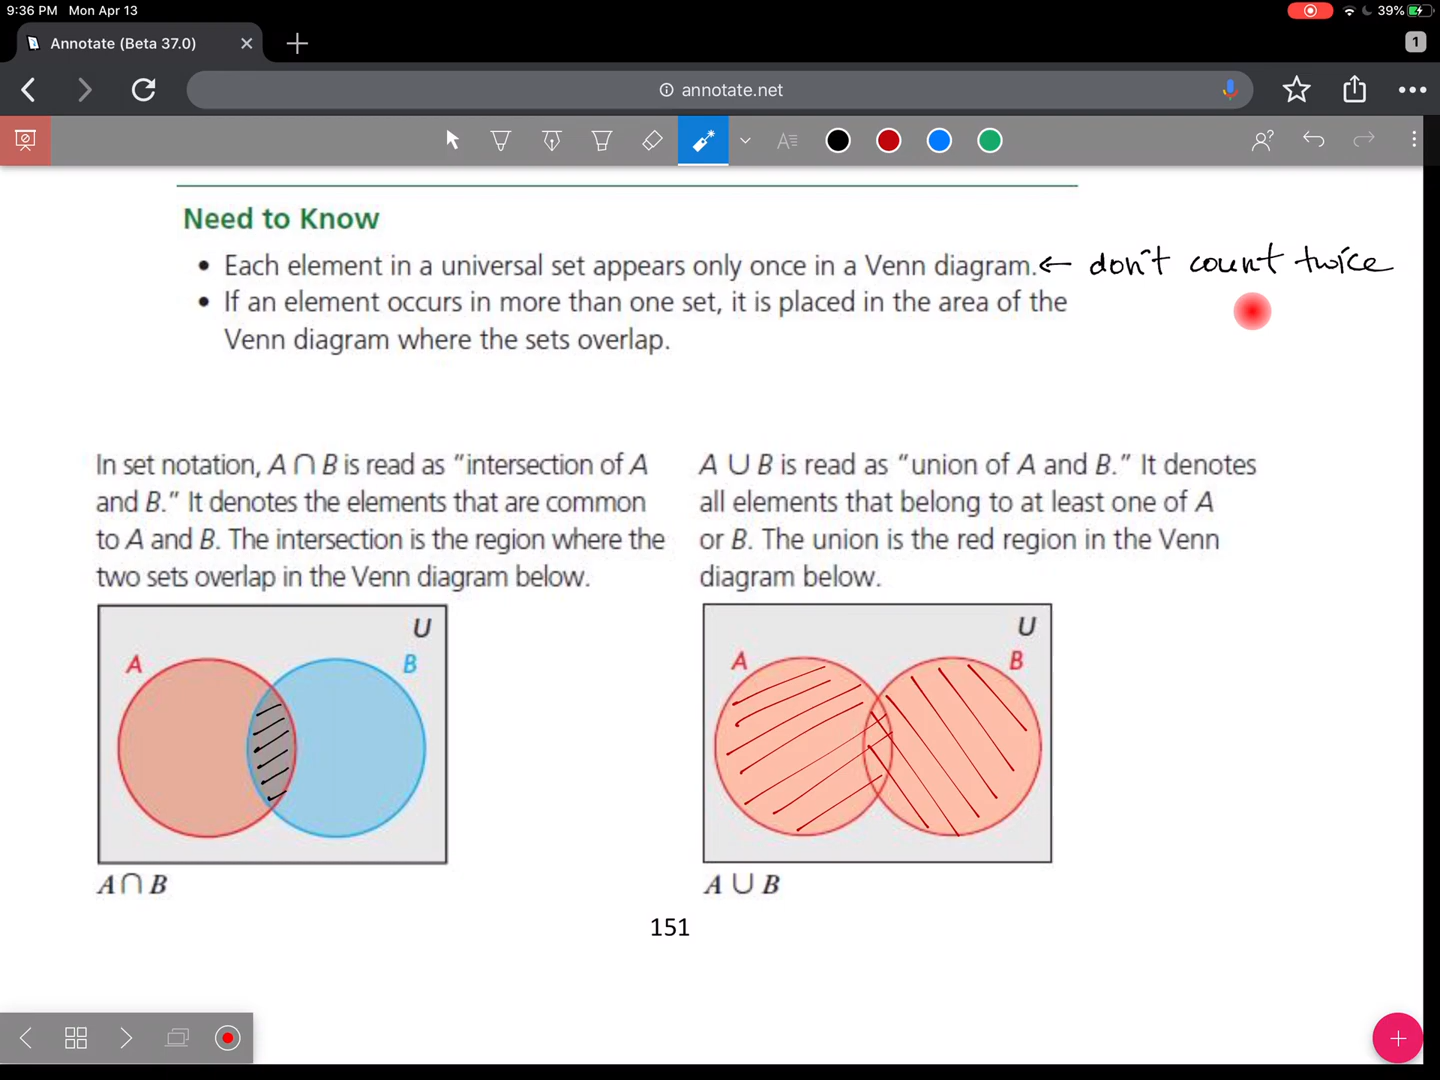 9:36 PM Mon Apr 13
39%
Annotate (Beta 37.0)
1
annotate.net
Need to Know
• Each element in a universal set appears only once in a Venn diagram. ← don't count twice
• If an element occurs in more than one set, it is placed in the area of the
Venn diagram where the sets overlap.
In set notation, A ∩ B is read as "intersection of A
and B." It denotes the elements that are common
to A and B. The intersection is the region where the
two sets overlap in the Venn diagram below.
U
A
B
A ∩ B
A ∪ B is read as "union of A and B." It denotes
all elements that belong to at least one of A
or B. The union is the red region in the Venn
diagram below.
U
A
B
A ∪ B
151